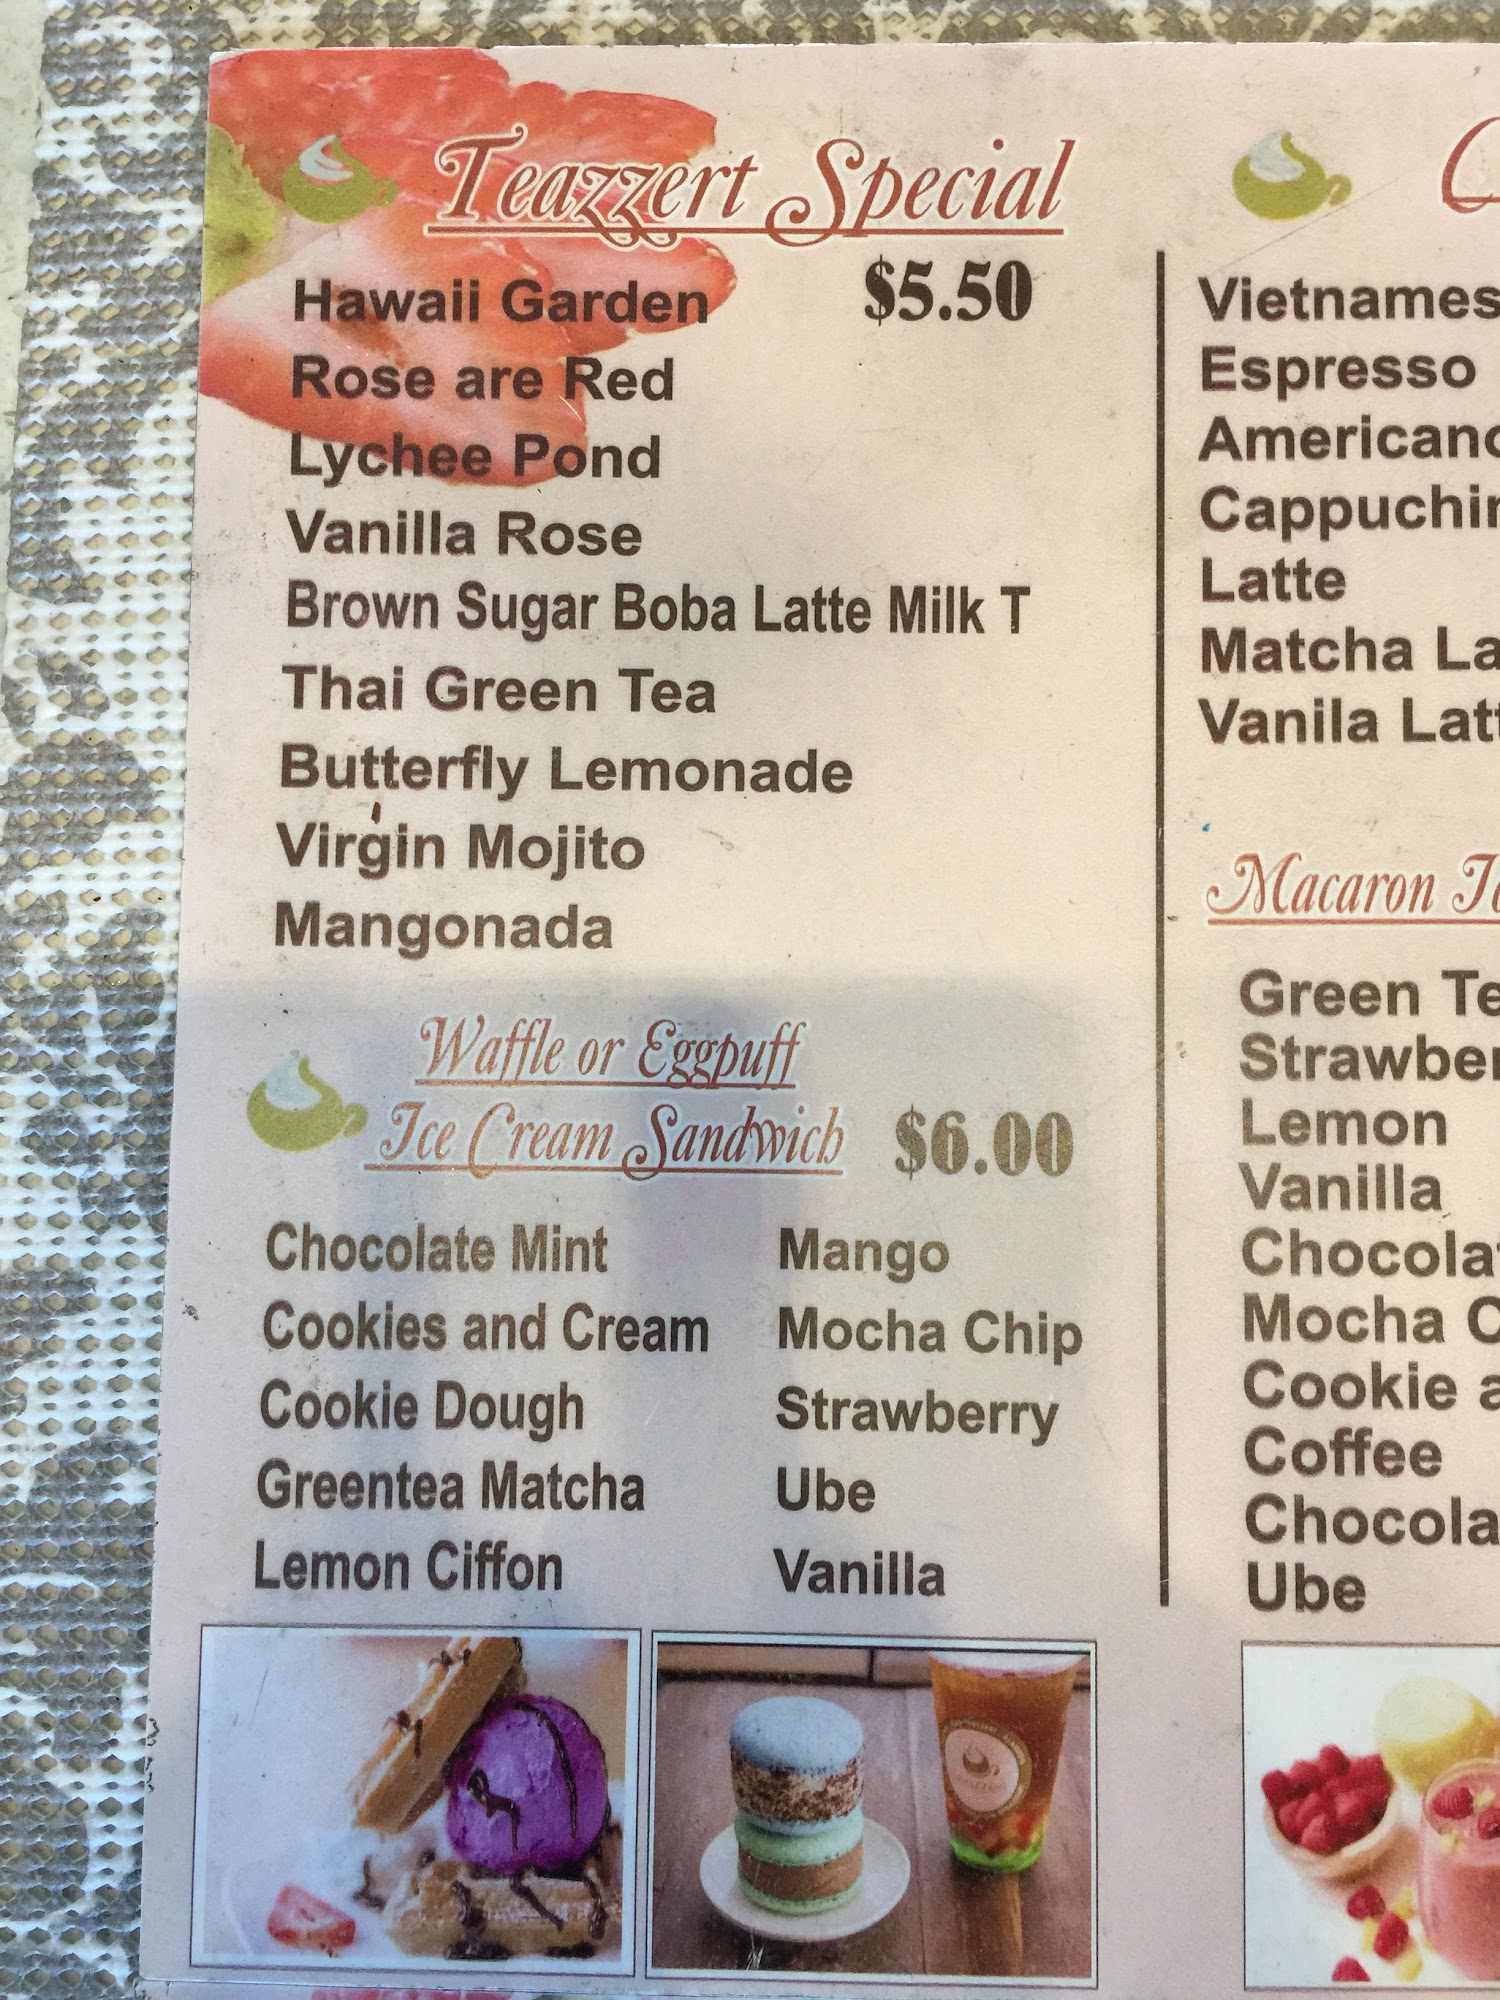 Teazzert Special
Hawaii Garden $5.50
Rose are Red
Lychee Pond
Vanilla Rose
Brown Sugar Boba Latte Milk T
Thai Green Tea
Butterfly Lemonade
Virgin Mojito
Mangonada
Waffle or Eggpuff
Ice Cream Sandwich $6.00
Chocolate Mint
Cookies and Cream
Cookie Dough
Greentea Matcha
Lemon Ciffon
Mango
Mocha Chip
Strawberry
Ube
Vanilla
Vietnames
Espresso
American
Cappuchi
Latte
Matcha La
Vanila Latt
Macaron
Green Te
Strawber
Lemon
Vanilla
Chocola
Mocha C
Cookie a
Coffee
Chocola
Ube